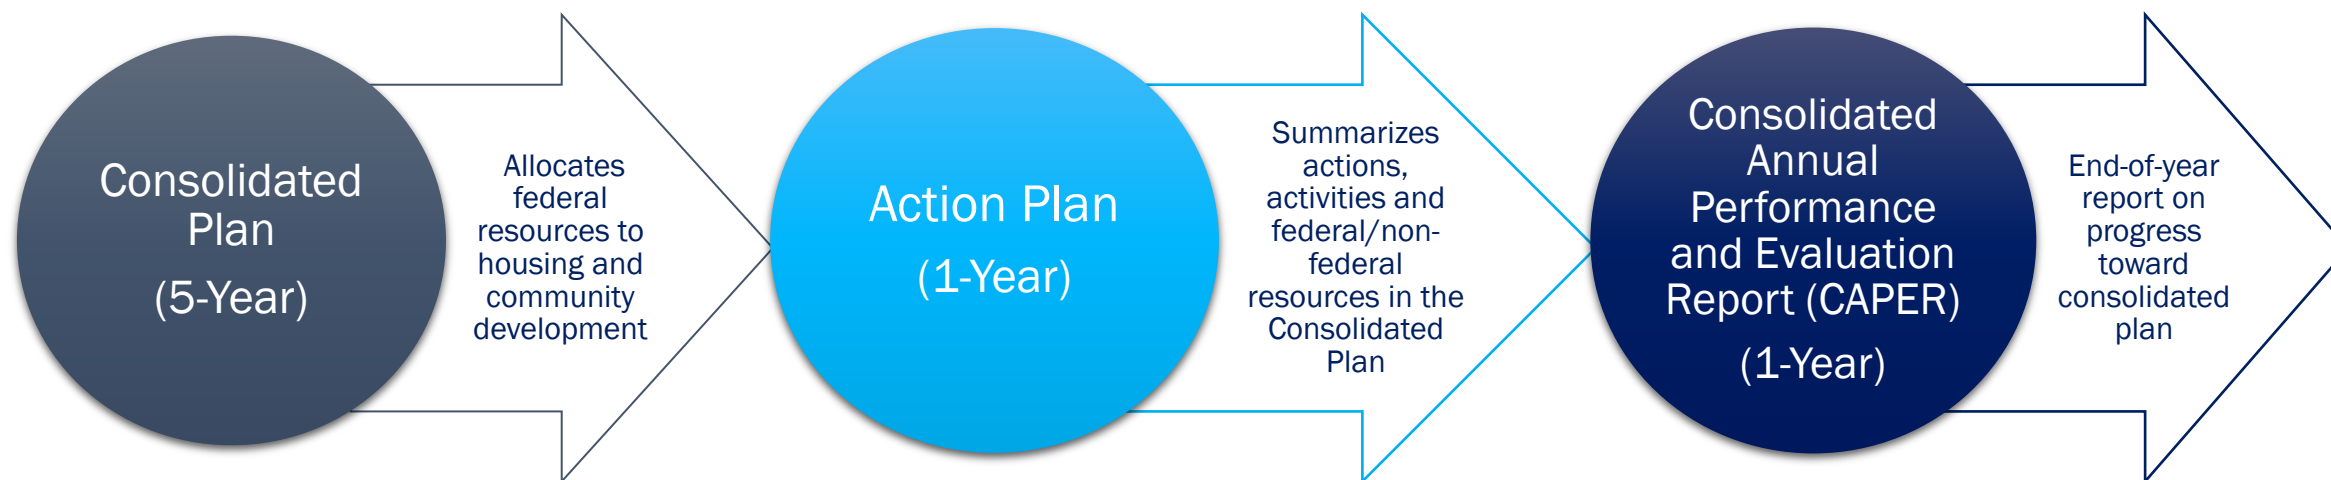 Consolidated
Plan
(5-Year)
Allocates
federal
resources to
housing and
community
development
Action Plan
(1-Year)
Summarizes
actions,
activities and
federal/non-
federal
resources in the
Consolidated
Plan
Consolidated
Annual
Performance
and Evaluation
Report (CAPER)
(1-Year)
End-of-year
report on
progress
toward
consolidated
plan